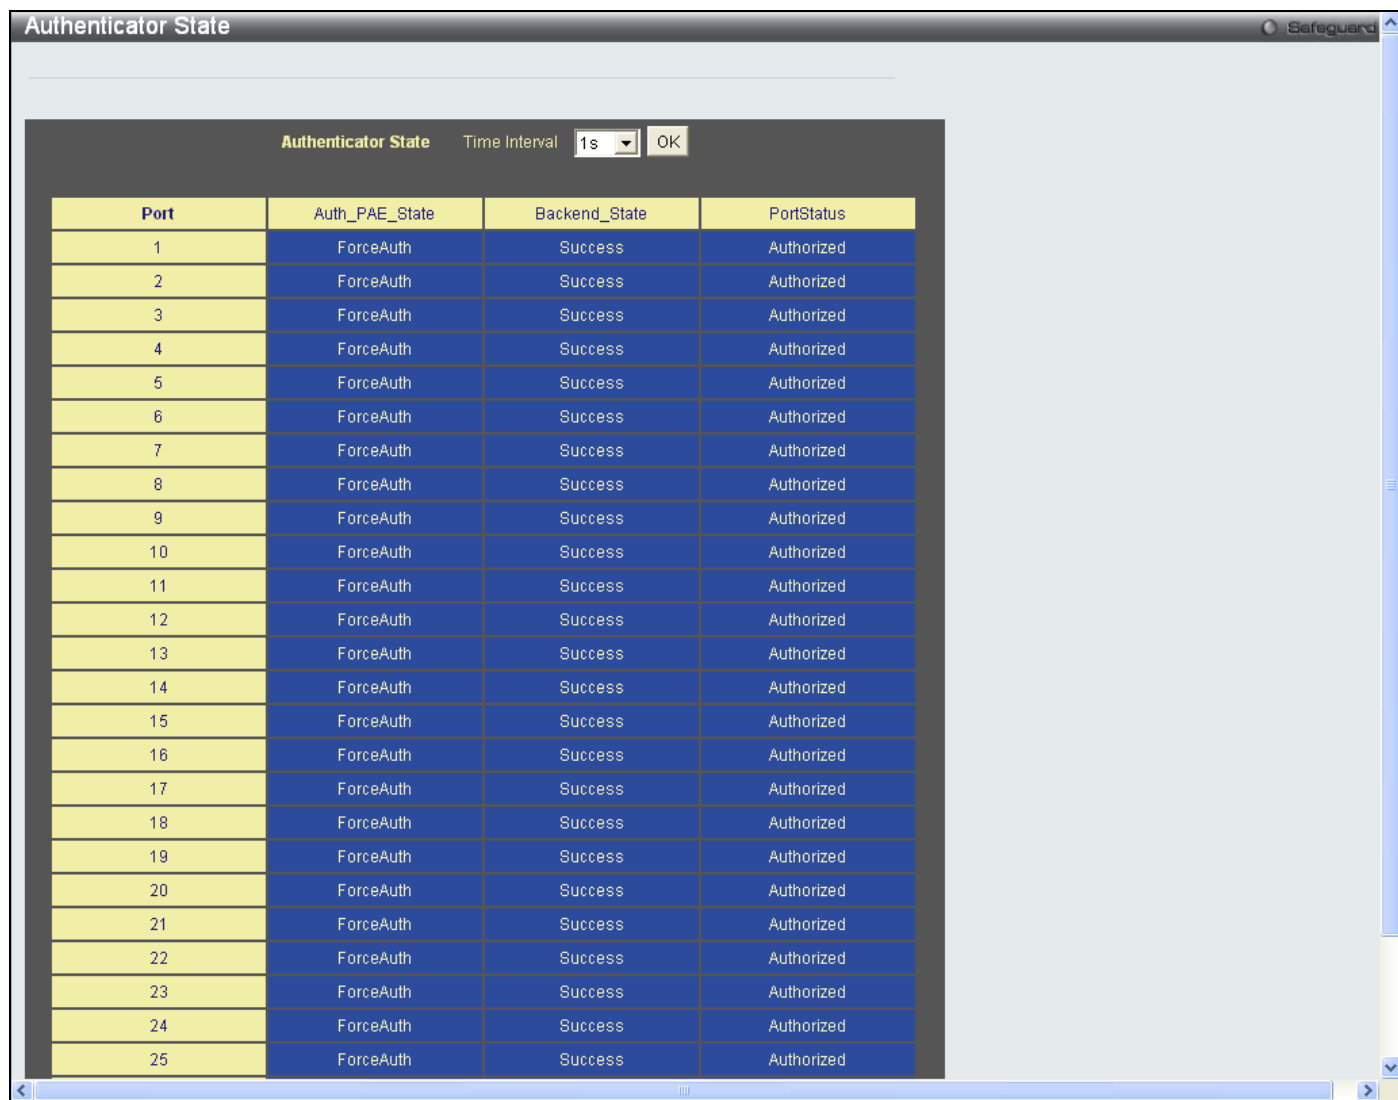 Authenticator State
Safeguard
Authenticator State Time Interval 1s OK
Port Auth_PAE_State Backend_State PortStatus
1 ForceAuth Success Authorized
2 ForceAuth Success Authorized
3 ForceAuth Success Authorized
4 ForceAuth Success Authorized
5 ForceAuth Success Authorized
6 ForceAuth Success Authorized
7 ForceAuth Success Authorized
8 ForceAuth Success Authorized
9 ForceAuth Success Authorized
10 ForceAuth Success Authorized
11 ForceAuth Success Authorized
12 ForceAuth Success Authorized
13 ForceAuth Success Authorized
14 ForceAuth Success Authorized
15 ForceAuth Success Authorized
16 ForceAuth Success Authorized
17 ForceAuth Success Authorized
18 ForceAuth Success Authorized
19 ForceAuth Success Authorized
20 ForceAuth Success Authorized
21 ForceAuth Success Authorized
22 ForceAuth Success Authorized
23 ForceAuth Success Authorized
24 ForceAuth Success Authorized
25 ForceAuth Success Authorized